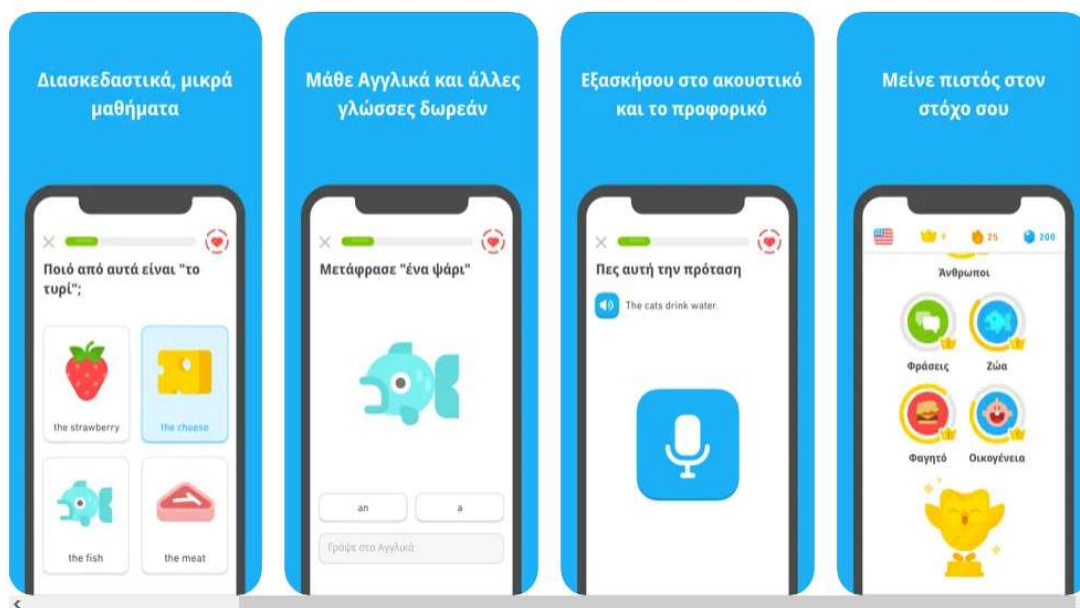 Διασκεδαστικά, μικρά
μαθήματα
Ποιό από αυτά είναι "το
τυρί";
the strawberry
the cheese
the fish
the meat
Μάθε Αγγλικά και άλλες
γλώσσες δωρεάν
Μετάφρασε "ένα ψάρι"
an
a
Γράψε στα Αγγλικά
Εξασκήσου στο ακουστικό
και το προφορικό
Πες αυτή την πρόταση
The cats drink water.
Μείνε πιστός στον
στόχο σου
25
200
Άνθρωποι
Φράσεις
Ζώα
Φαγητό
Οικογένεια